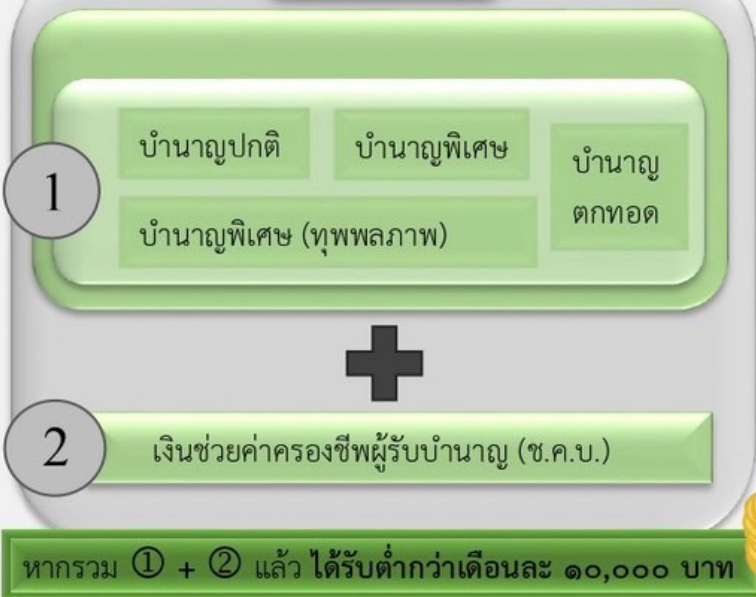 1
บำนาญปกติ
บำนาญพิเศษ
บำนาญ
ตกทอด
บำนาญพิเศษ (ทุพพลภาพ)
2
เงินช่วยค่าครองชีพผู้รับบำนาญ (ช.ค.บ.)
หากรวม ① + ② แล้ว ได้รับต่ำกว่าเดือนละ ๑๐,๐๐๐ บาท